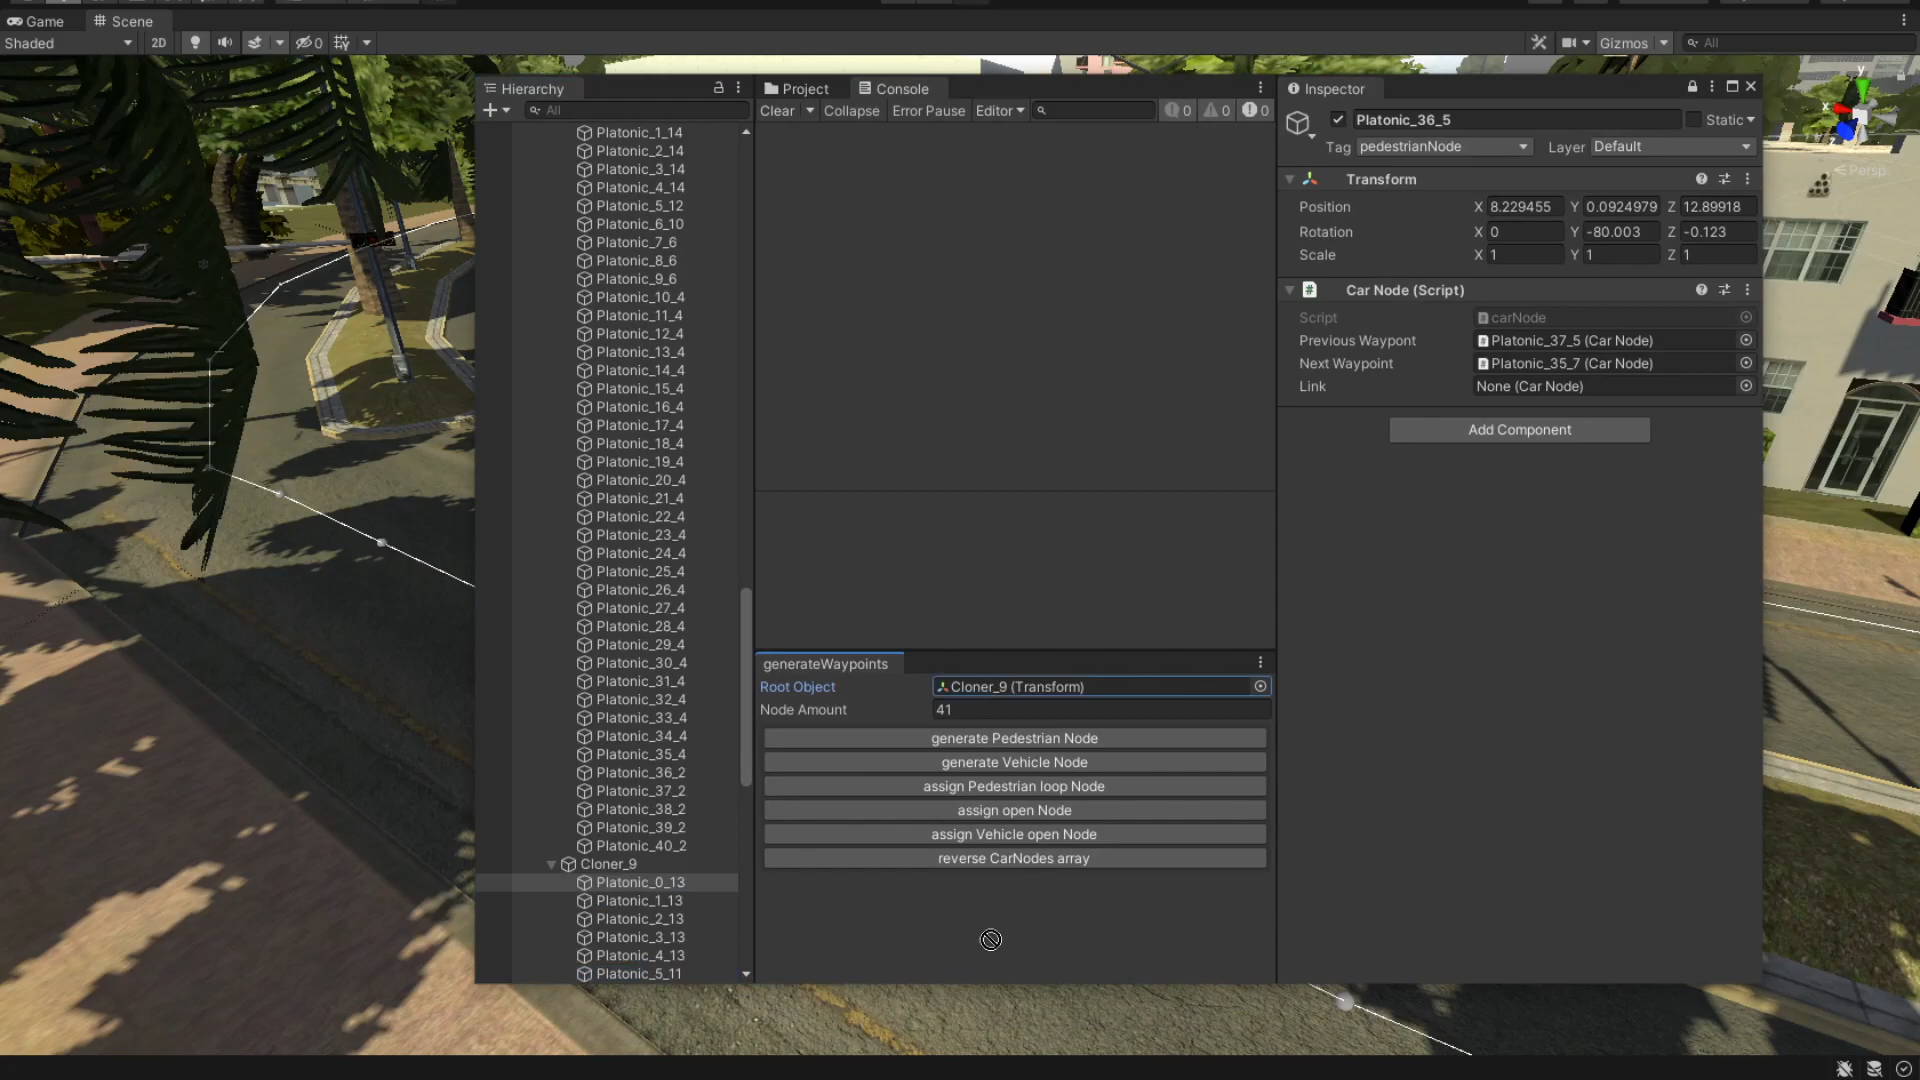 Game
Scene
Shaded
2D
0
Gizmos
All
Persp
Hierarchy
All
Platonic_1_14
Platonic_2_14
Platonic_3_14
Platonic_4_14
Platonic_5_12
Platonic_6_10
Platonic_7_6
Platonic_8_6
Platonic_9_6
Platonic_10_4
Platonic_11_4
Platonic_12_4
Platonic_13_4
Platonic_14_4
Platonic_15_4
Platonic_16_4
Platonic_17_4
Platonic_18_4
Platonic_19_4
Platonic_20_4
Platonic_21_4
Platonic_22_4
Platonic_23_4
Platonic_24_4
Platonic_25_4
Platonic_26_4
Platonic_27_4
Platonic_28_4
Platonic_29_4
Platonic_30_4
Platonic_31_4
Platonic_32_4
Platonic_33_4
Platonic_34_4
Platonic_35_4
Platonic_36_2
Platonic_37_2
Platonic_38_2
Platonic_39_2
Platonic_40_2
Cloner_9
Platonic_0_13
Platonic_1_13
Platonic_2_13
Platonic_3_13
Platonic_4_13
Platonic_5_11
Project
Console
Clear
Collapse
Error Pause
Editor
0
0
0
generateWaypoints
Root Object
Cloner_9 (Transform)
Node Amount
41
generate Pedestrian Node
generate Vehicle Node
assign Pedestrian loop Node
assign open Node
assign Vehicle open Node
reverse CarNodes array
Inspector
Platonic_36_5
Static
Tag pedestrianNode
Layer Default
Transform
Position X 8.229455 Y 0.0924979 Z 12.89918
Rotation X 0 Y -80.003 Z -0.123
Scale X 1 Y 1 Z 1
# Car Node (Script)
Script carNode
Previous Waypont Platonic_37_5 (Car Node)
Next Waypoint Platonic_35_7 (Car Node)
Link None (Car Node)
Add Component